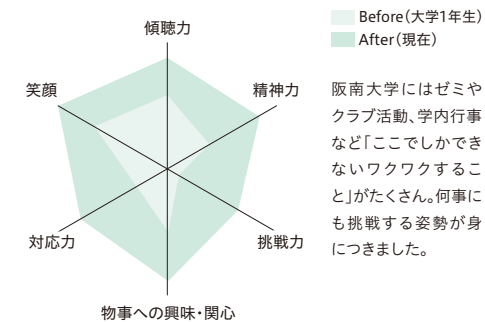 Before(大学1年生)
After(現在)
傾聴力
精神力
挑戦力
物事への興味・関心
対応力
笑顔
阪南大学にはゼミや
クラブ活動、学内行事
など「ここでしかでき
ないワクワクするこ
と」がたくさん。何事に
も挑戦する姿勢が身
につきました。